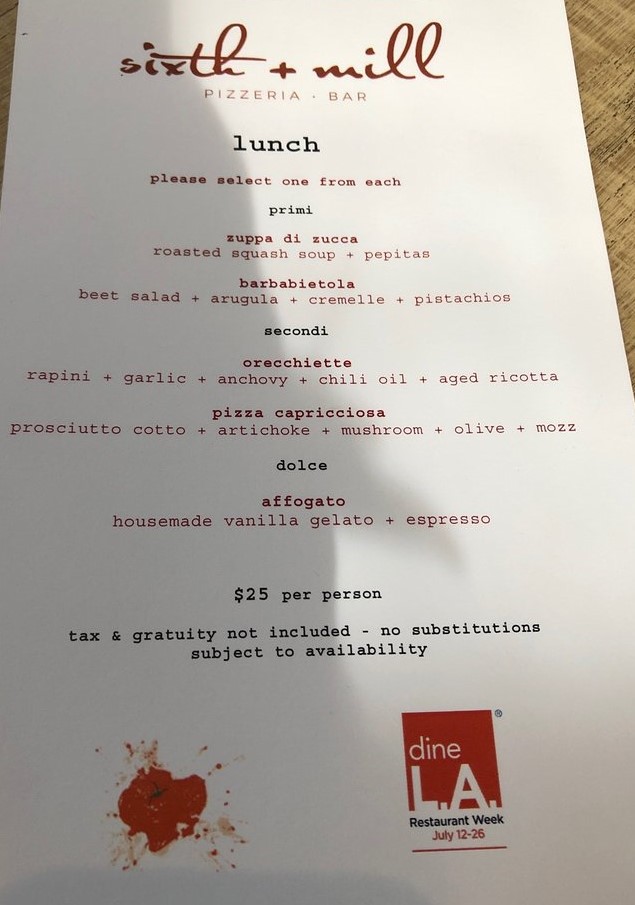 sixth + mill
PIZZERIA · BAR
lunch
please select one from each
primi
zuppa di zucca
roasted squash soup + pepitas
barbabietola
beet salad + arugula + cremelle + pistachios
secondi
orecchiette
rapini + garlic + anchovy + chili oil + aged ricotta
pizza capricciosa
prosciutto cotto + artichoke + mushroom + olive + mozz
dolce
affogato
housemade vanilla gelato + espresso
$25 per person
tax & gratuity not included - no substitutions
subject to availability
dine
L.A.®
Restaurant Week
July 12-26